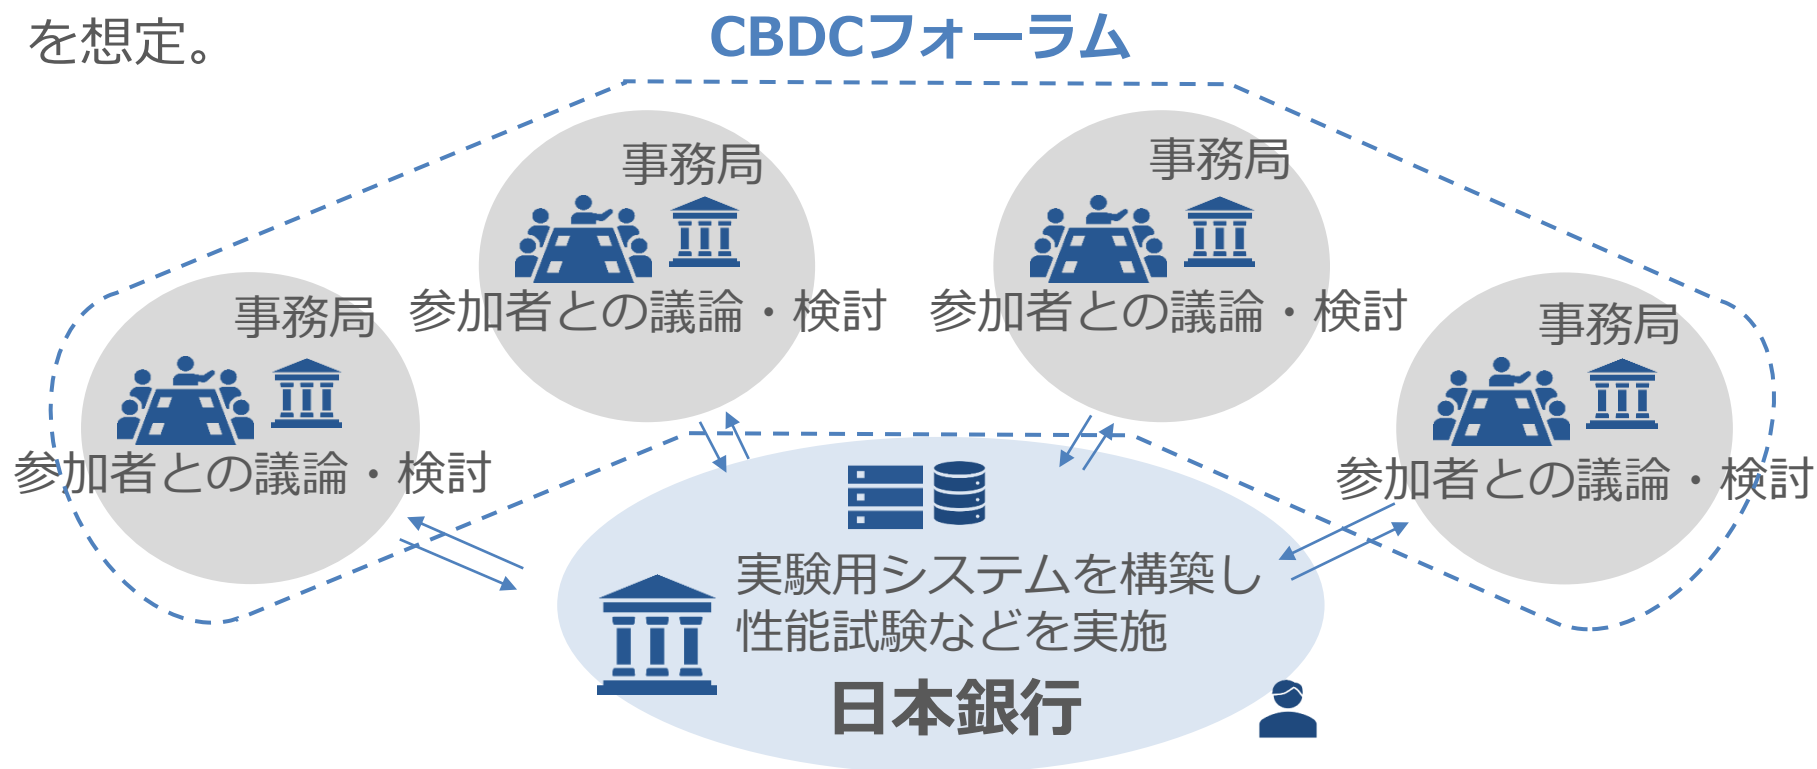 を想定。
CBDCフォーラム
事務局
参加者との議論・検討
事務局
参加者との議論・検討
事務局
参加者との議論・検討
事務局
参加者との議論・検討
実験用システムを構築し
性能試験などを実施
日本銀行